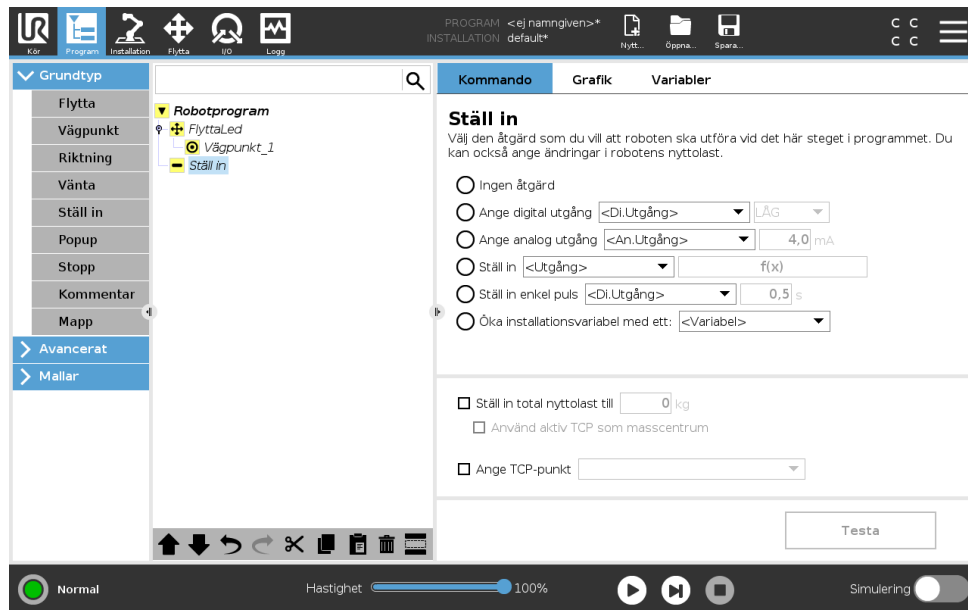 UR
PROGRAM <ej namngiven>*
INSTALLATION default*
Kör Program Installation Flytta I/O Logg
Nytt... Öppna... Spara...
C C
C C
Grundtyp
Flytta
Vägpunkt
Riktning
Vänta
Ställ in
Popup
Stopp
Kommentar
Mapp
Avancerat
Mallar
Robotprogram
FlyttaLed
Vägpunkt_1
Ställ in
Kommando Grafik Variabler
Ställ in
Välj den åtgärd som du vill att roboten ska utföra vid det här steget i programmet. Du
kan också ange ändringar i robotens nyttolast.
Ingen åtgärd
Ange digital utgång <Di.Utgång> LÅG
Ange analog utgång <An.Utgång> 4,0 mA
Ställ in <Utgång> f(x)
Ställ in enkel puls <Di.Utgång> 0,5 s
Öka installationsvariabel med ett: <Variabel>
Ställ in total nyttolast till 0 kg
Använd aktiv TCP som masscentrum
Ange TCP-punkt
Testa
Normal
Hastighet 100%
Simulering